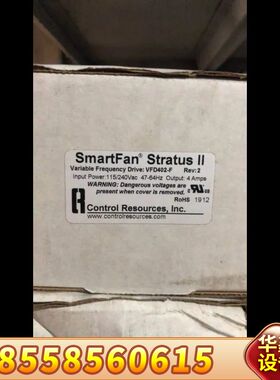 SmartFan® Stratus II
Variable Frequency Drive: VFD402-F Rev:2
Input Power:115/240Vac 47-64Hz Output: 4 Amps
WARNING: Dangerous voltages are
present when cover is removed.
c UL us
RoHS 1912
Control Resources, Inc.
www.controlresources.com
华
设
18558560615